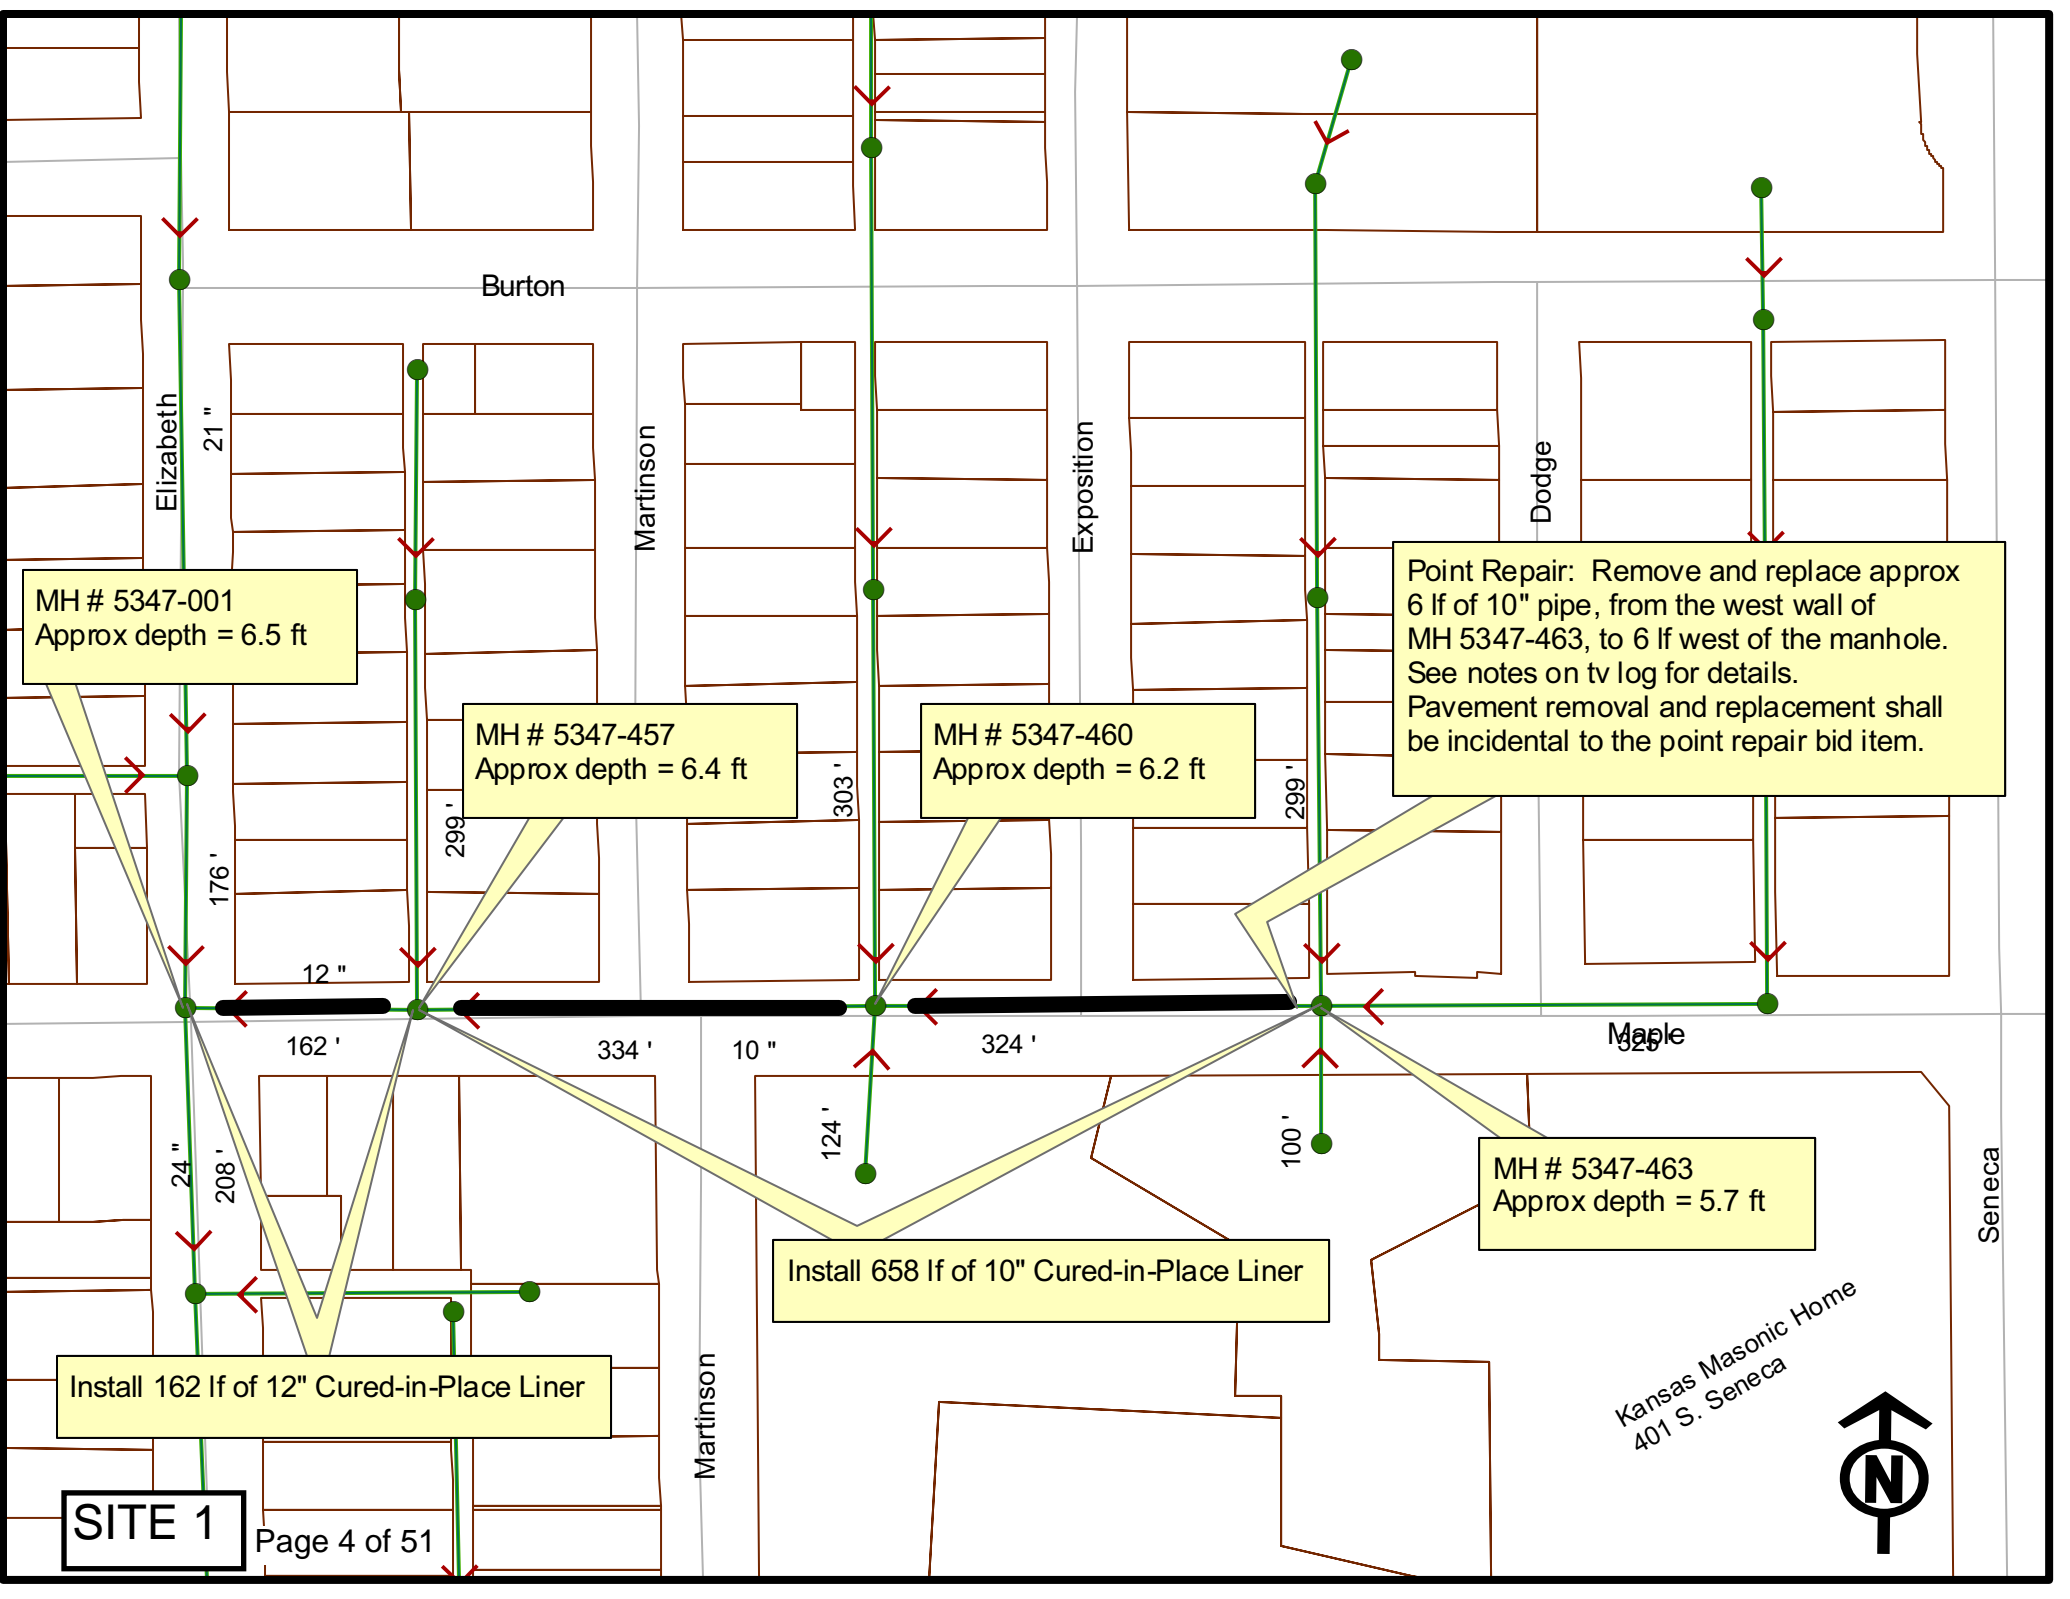 Burton
Elizabeth
21 "
Martinson
Exposition
Dodge
MH # 5347-001
Approx depth = 6.5 ft
Point Repair:  Remove and replace approx
6 lf of 10" pipe, from the west wall of
MH 5347-463, to 6 lf west of the manhole.
See notes on tv log for details.
Pavement removal and replacement shall
be incidental to the point repair bid item.
MH # 5347-457
Approx depth = 6.4 ft
MH # 5347-460
Approx depth = 6.2 ft
299 '
303 '
299 '
176 '
12 "
162 '
334 '
10 "
324 '
Maple
325 '
124 '
100 '
24 "
208 '
MH # 5347-463
Approx depth = 5.7 ft
Seneca
Install 658 lf of 10" Cured-in-Place Liner
Install 162 lf of 12" Cured-in-Place Liner
Martinson
Kansas Masonic Home
401 S. Seneca
N
SITE 1
Page 4 of 51